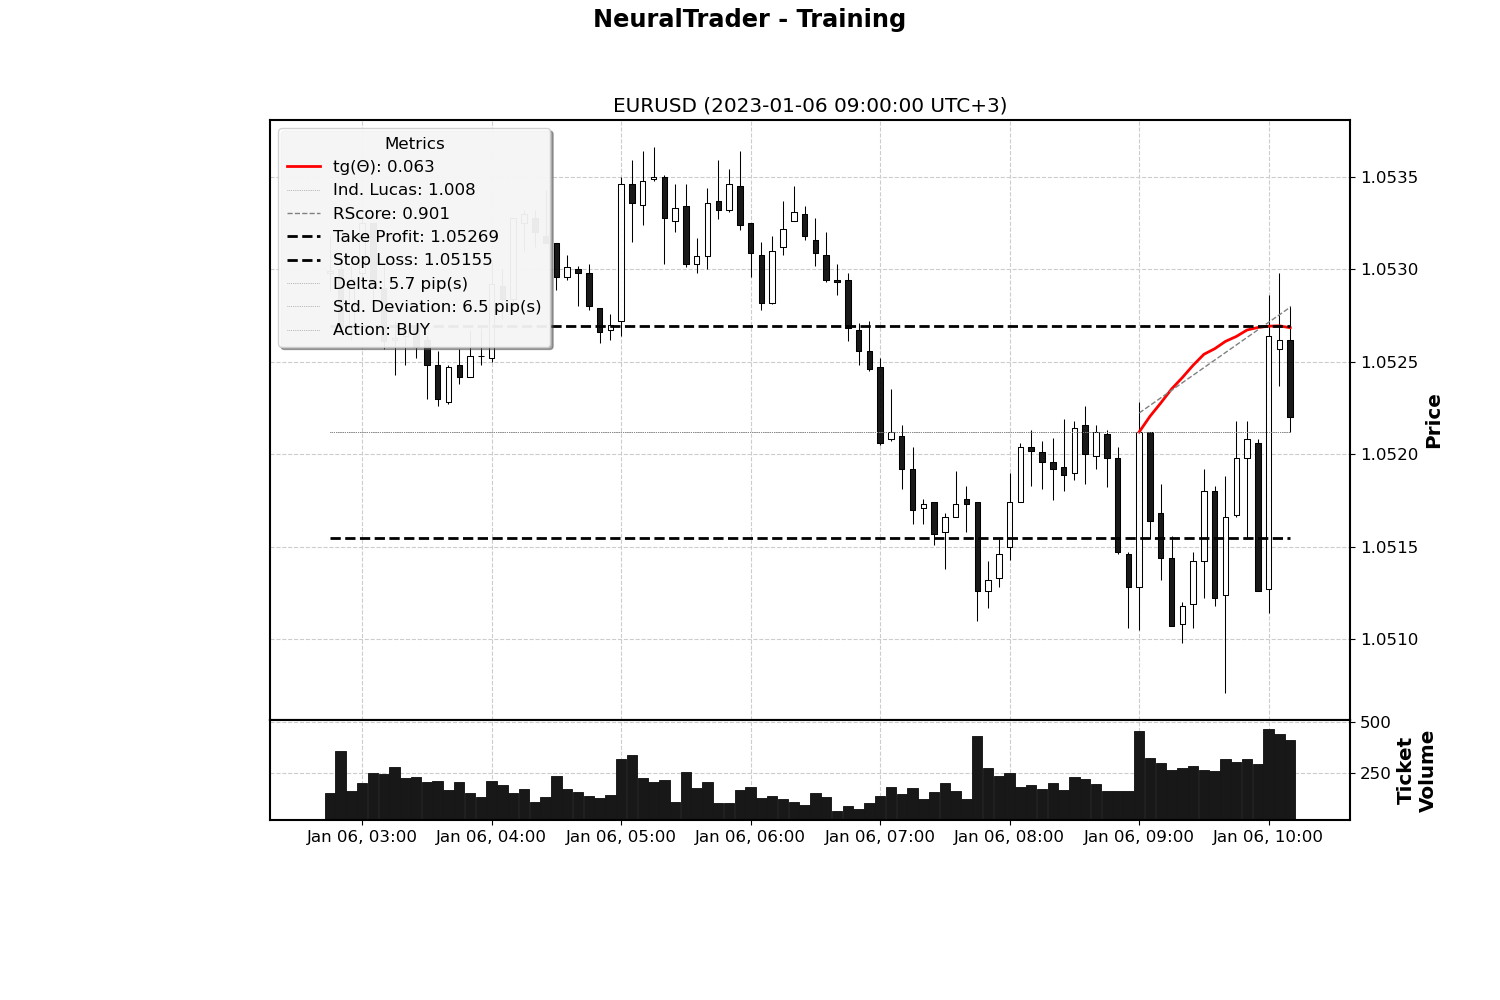 NeuralTrader - Training
EURUSD (2023-01-06 09:00:00 UTC+3)
Metrics
tg(Θ): 0.063
Ind. Lucas: 1.008
RScore: 0.901
Take Profit: 1.05269
Stop Loss: 1.05155
Delta: 5.7 pip(s)
Std. Deviation: 6.5 pip(s)
Action: BUY
1.0535
1.0530
1.0525
1.0520
1.0515
1.0510
Price
500
250
Ticket
Volume
Jan 06, 03:00
Jan 06, 04:00
Jan 06, 05:00
Jan 06, 06:00
Jan 06, 07:00
Jan 06, 08:00
Jan 06, 09:00
Jan 06, 10:00